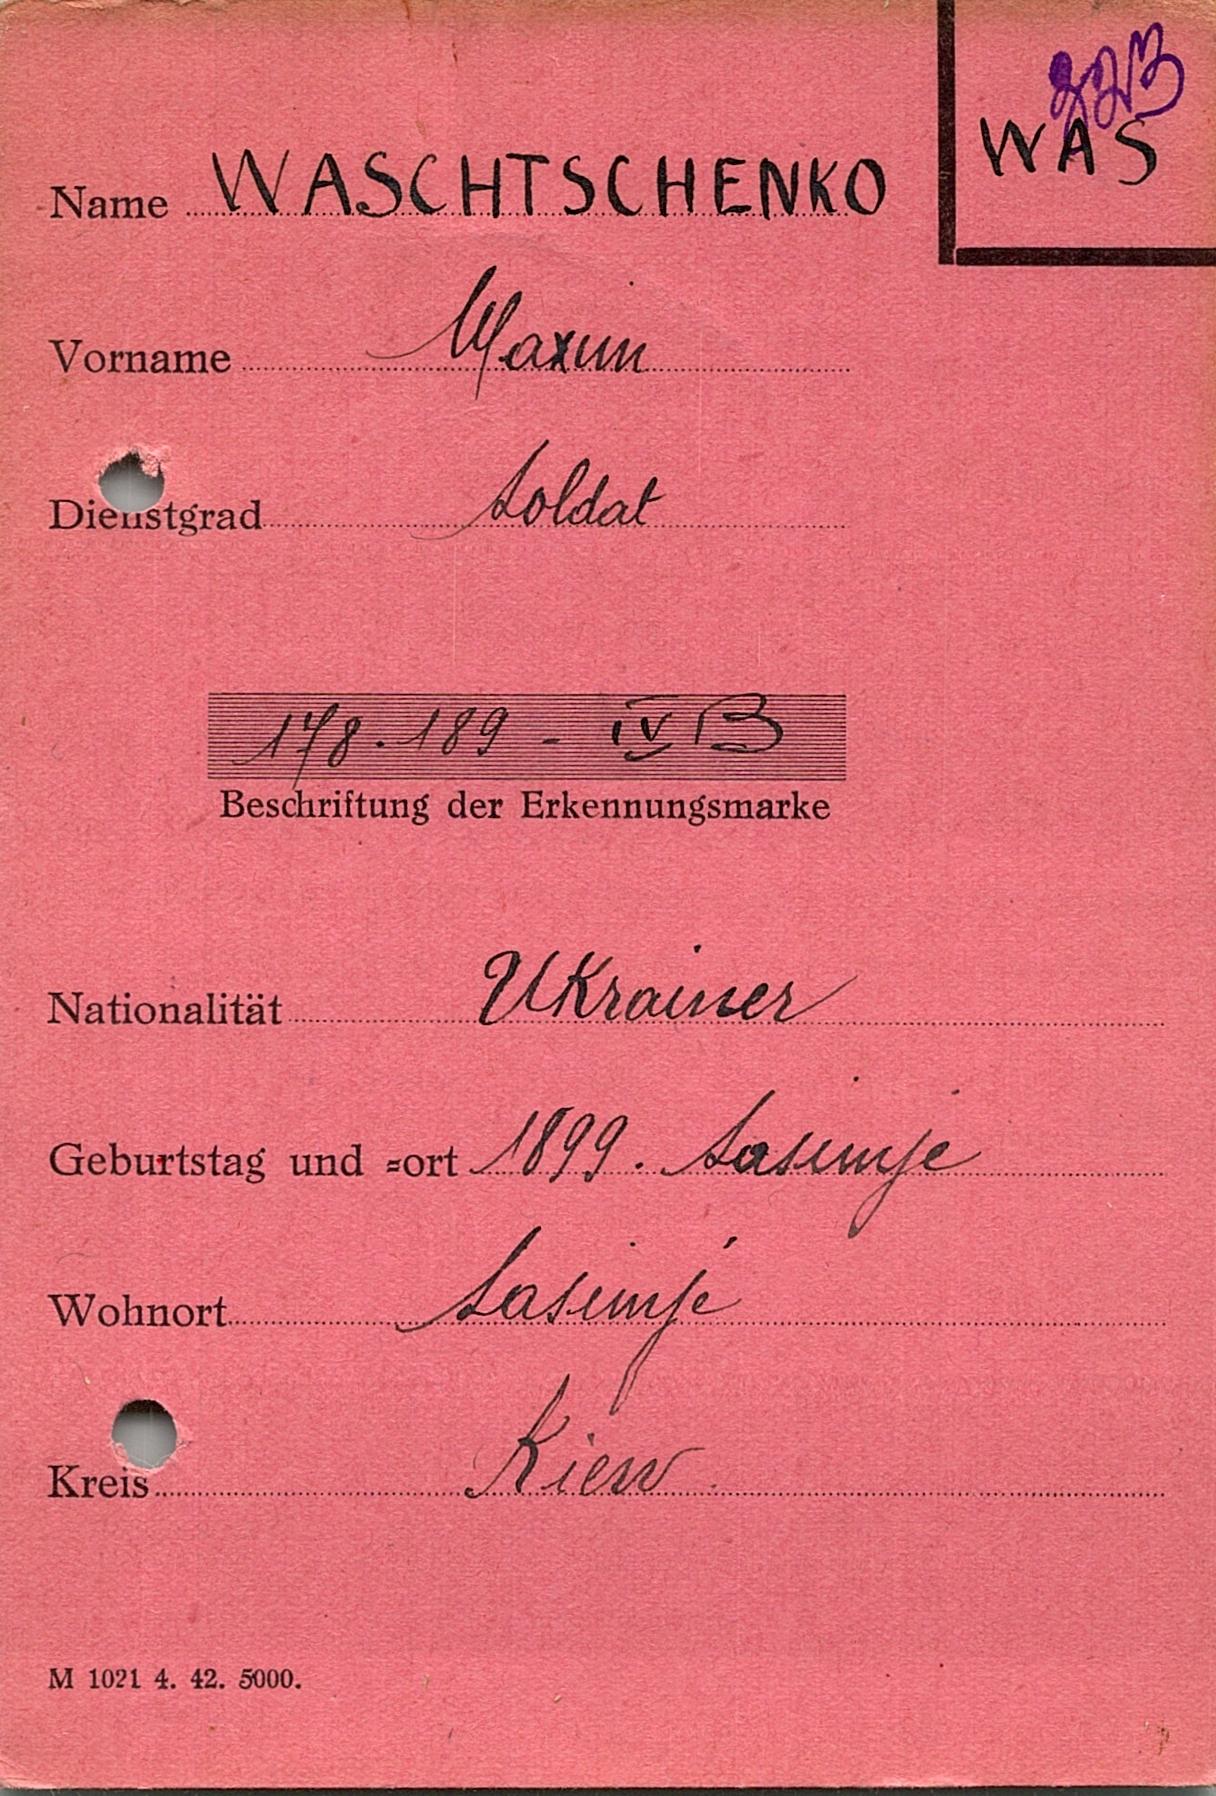 WAS
Name WASCHTSCHENKO
Vorname Maxim
Dienstgrad Soldat
178.189 - IV B
Beschriftung der Erkennungsmarke
Nationalität Ukrainer
Geburtstag und =ort 1899. Sasimje
Wohnort Sasimje
Kreis Kiew
M 1021 4. 42. 5000.